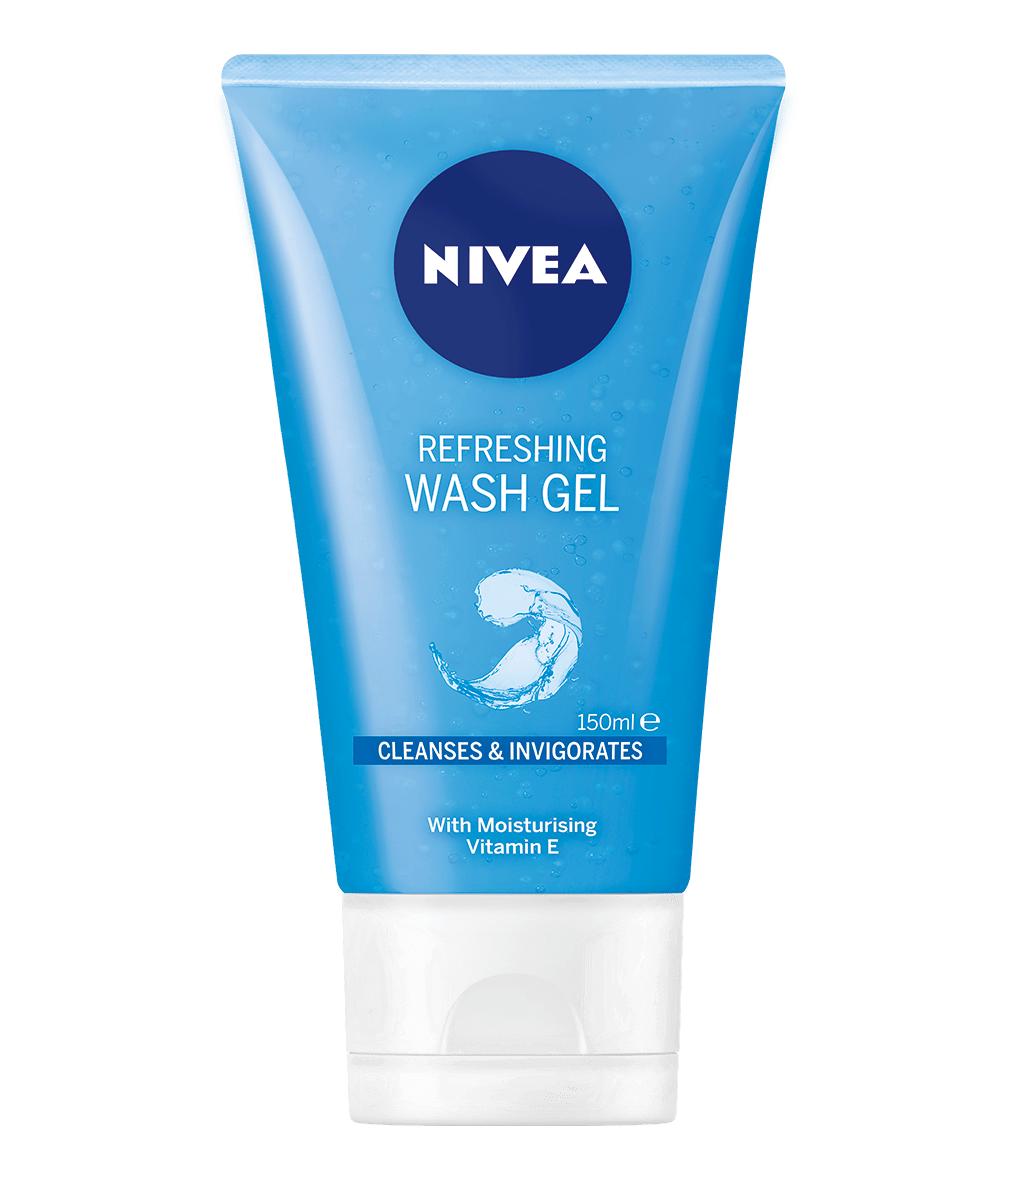 NIVEA
REFRESHING
WASH GEL
150ml ℮
CLEANSES & INVIGORATES
With Moisturising
Vitamin E